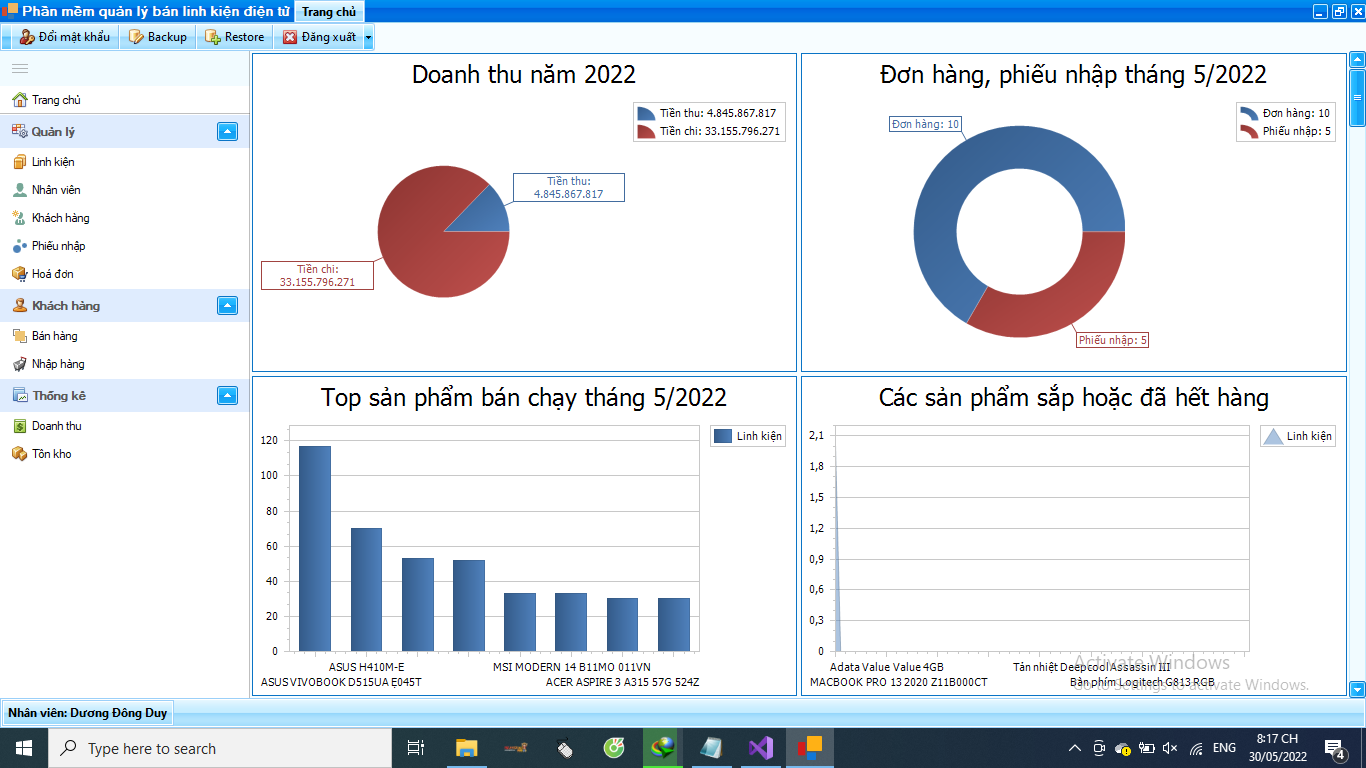 Phần mềm quản lý bán linh kiện điện tử
Trang chủ
Đổi mật khẩu
Backup
Restore
Đăng xuất
Trang chủ
Quản lý
Linh kiện
Nhân viên
Khách hàng
Phiếu nhập
Hoá đơn
Khách hàng
Bán hàng
Nhập hàng
Thống kê
Doanh thu
Tồn kho
Doanh thu năm 2022
Tiền thu: 4.845.867.817
Tiền chi: 33.155.796.271
Tiền thu:
4.845.867.817
Tiền chi:
33.155.796.271
Đơn hàng, phiếu nhập tháng 5/2022
Đơn hàng: 10
Phiếu nhập: 5
Đơn hàng: 10
Phiếu nhập: 5
Top sản phẩm bán chạy tháng 5/2022
Linh kiện
120
100
80
60
40
20
0
ASUS H410M-E
MSI MODERN 14 B11MO 011VN
ASUS VIVOBOOK D515UA EJ045T
ACER ASPIRE 3 A315 57G 524Z
Các sản phẩm sắp hoặc đã hết hàng
Linh kiện
2,1
1,8
1,5
1,2
0,9
0,6
0,3
0
Adata Value Value 4GB
Tản nhiệt Deepcool Assassin III
MACBOOK PRO 13 2020 Z11B000CT
Bàn phím Logitech G813 RGB
Activate Windows
Go to Settings to activate Windows.
Nhân viên: Dương Đông Duy
Type here to search
ENG
8:17 CH
30/05/2022
4